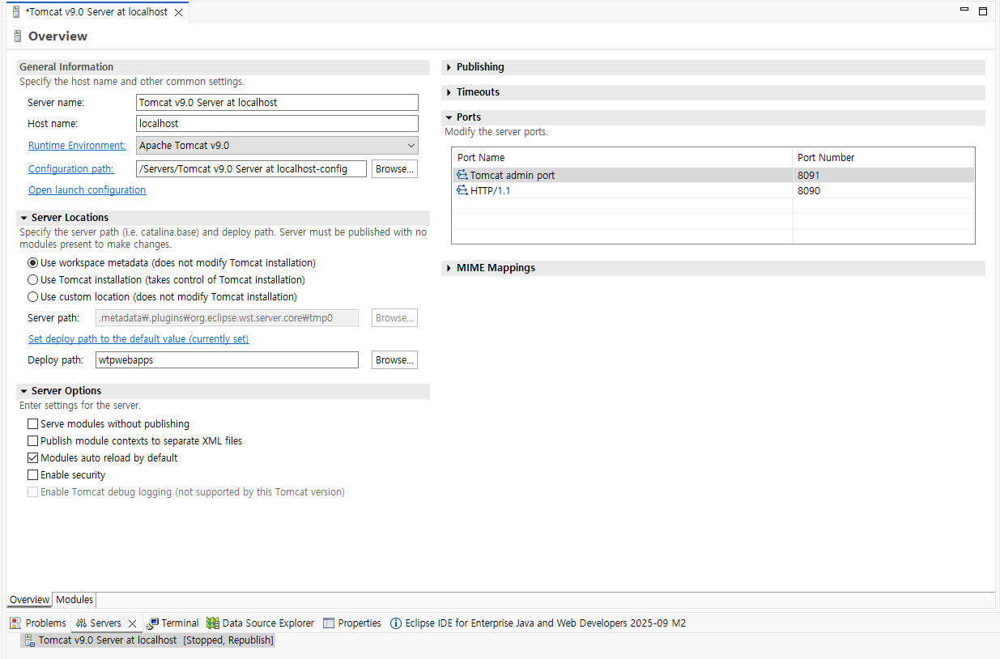 *Tomcat v9.0 Server at localhost
Overview
General Information
Specify the host name and other common settings.
Server name: Tomcat v9.0 Server at localhost
Host name: localhost
Runtime Environment: Apache Tomcat v9.0
Configuration path: /Servers/Tomcat v9.0 Server at localhost-config Browse...
Open launch configuration
Server Locations
Specify the server path (i.e. catalina.base) and deploy path. Server must be published with no
modules present to make changes.
Use workspace metadata (does not modify Tomcat installation)
Use Tomcat installation (takes control of Tomcat installation)
Use custom location (does not modify Tomcat installation)
Server path: .metadata₩.plugins₩org.eclipse.wst.server.core₩tmp0 Browse...
Set deploy path to the default value (currently set)
Deploy path: wtpwebapps Browse...
Server Options
Enter settings for the server.
Serve modules without publishing
Publish module contexts to separate XML files
Modules auto reload by default
Enable security
Enable Tomcat debug logging (not supported by this Tomcat version)
Publishing
Timeouts
Ports
Modify the server ports.
Port Name Port Number
Tomcat admin port 8091
HTTP/1.1 8090
MIME Mappings
Overview Modules
Problems Servers Terminal Data Source Explorer Properties Eclipse IDE for Enterprise Java and Web Developers 2025-09 M2
Tomcat v9.0 Server at localhost [Stopped, Republish]